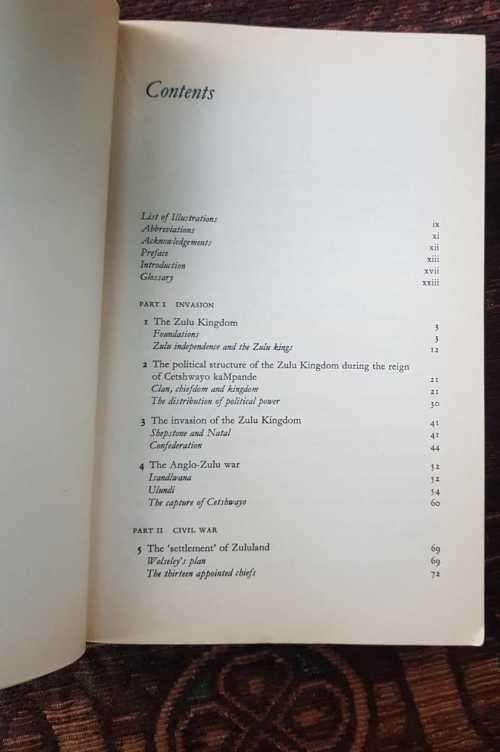 Contents
List of Illustrations ix
Abbreviations xi
Acknowledgements xii
Preface xiii
Introduction xvii
Glossary xxiii
PART I INVASION
1 The Zulu Kingdom 3
Foundations 3
Zulu independence and the Zulu kings 12
2 The political structure of the Zulu Kingdom during the reign
of Cetshwayo kaMpande 21
Clan, chiefdom and kingdom 21
The distribution of political power 30
3 The invasion of the Zulu Kingdom 41
Shepstone and Natal 41
Confederation 44
4 The Anglo-Zulu war 52
Isandlwana 52
Ulundi 54
The capture of Cetshwayo 60
PART II CIVIL WAR
5 The 'settlement' of Zululand 69
Wolseley's plan 69
The thirteen appointed chiefs 72